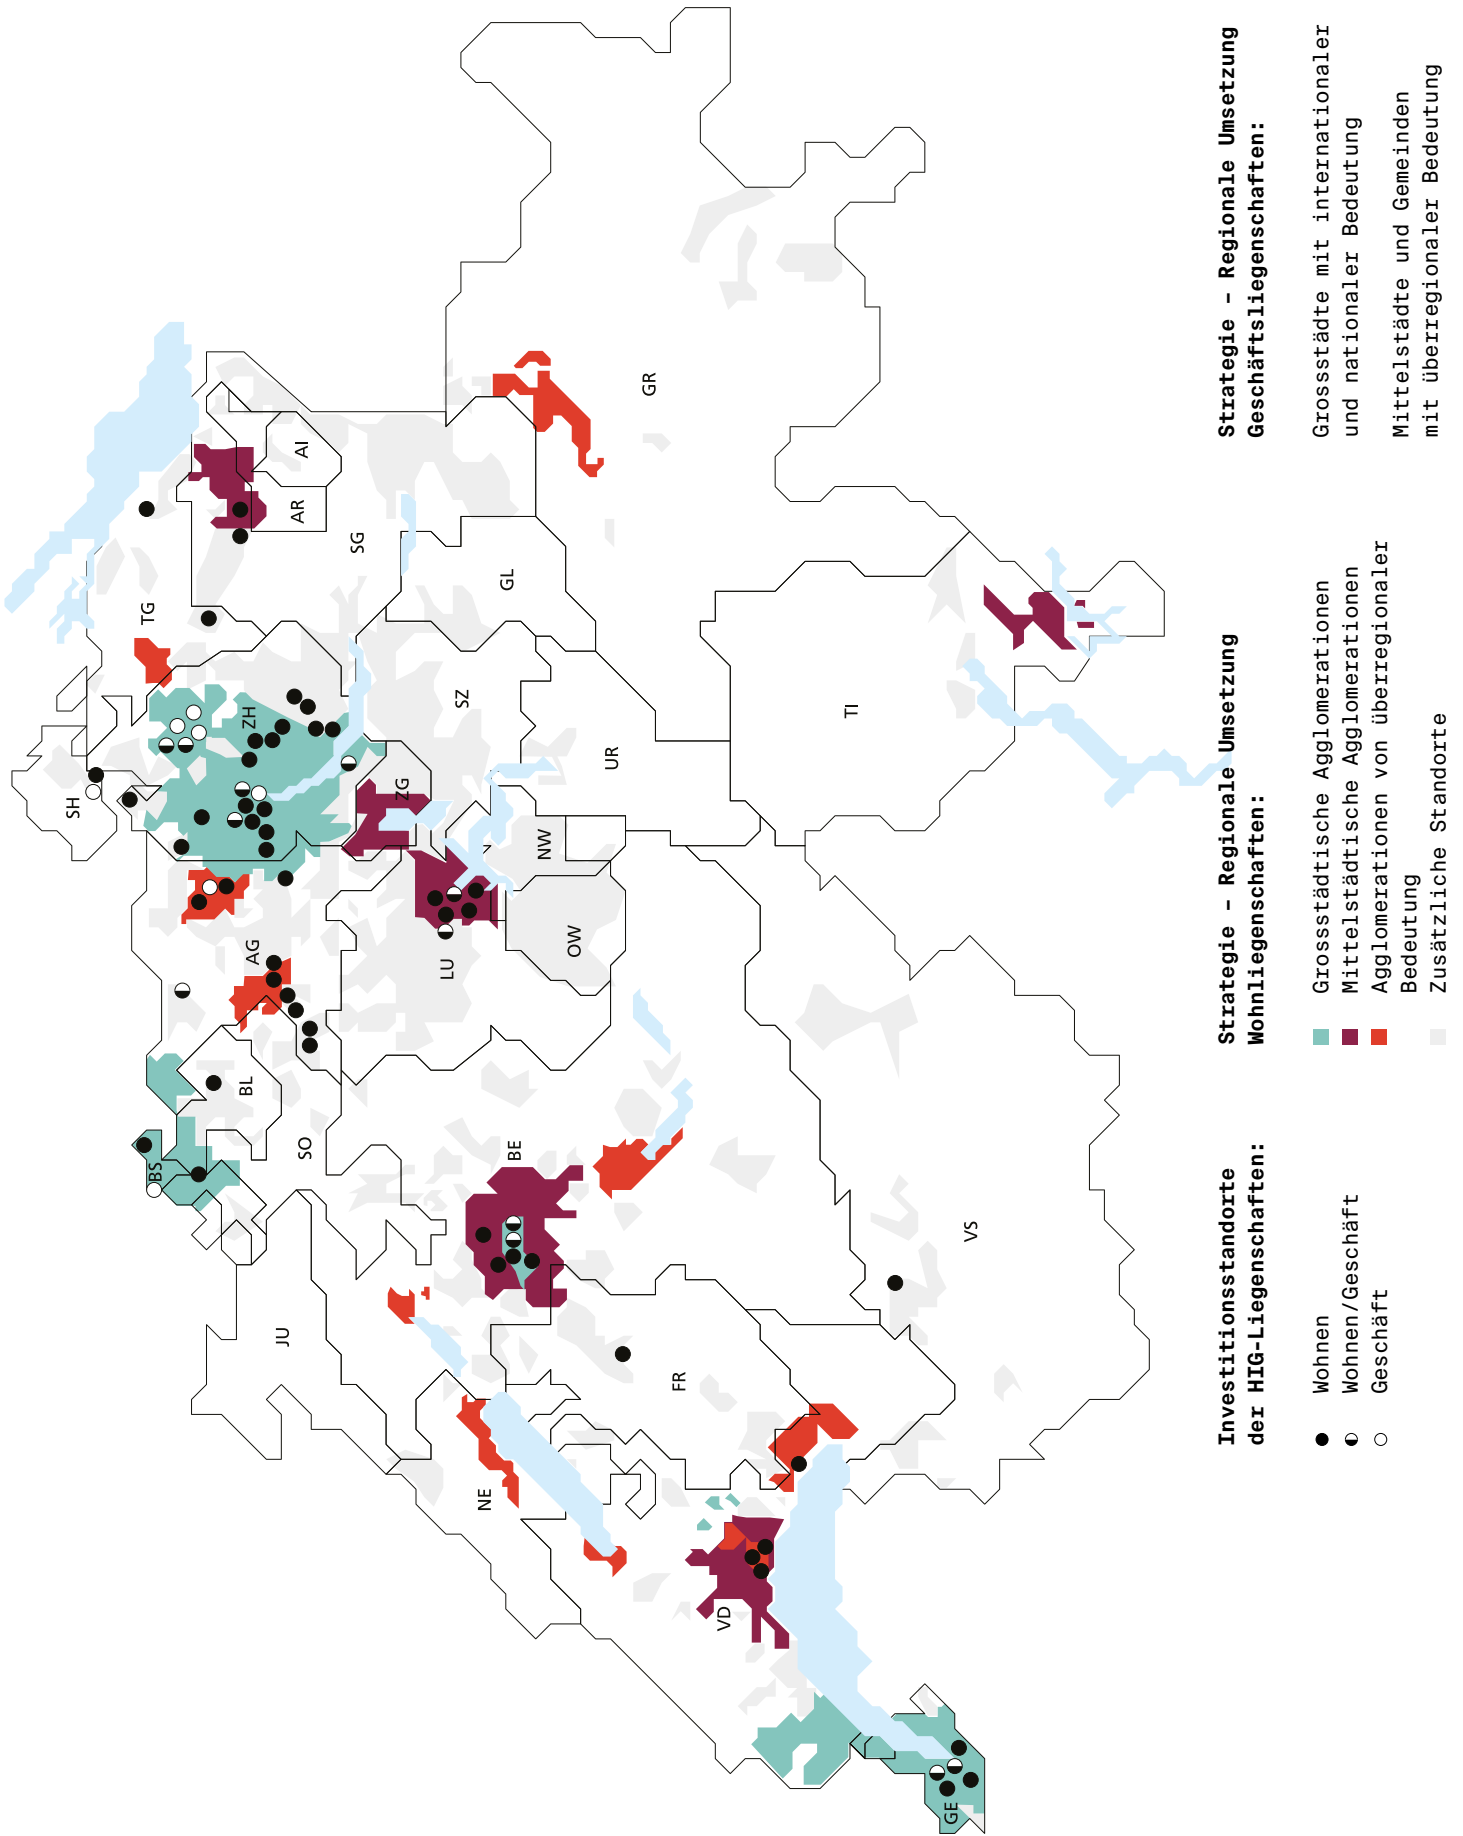 SH
TG
ZH
AI
AR
SG
BS
BL
AG
SO
JU
ZG
LU
SZ
GL
NW
OW
UR
GR
BE
NE
FR
VD
TI
VS
GE
Investitionsstandorte
der HIG-Liegenschaften:
Wohnen
Wohnen/Geschäft
Geschäft
Strategie – Regionale Umsetzung
Wohnliegenschaften:
Grossstädtische Agglomerationen
Mittelstädtische Agglomerationen
Agglomerationen von überregionaler
Bedeutung
Zusätzliche Standorte
Strategie – Regionale Umsetzung
Geschäftsliegenschaften:
Grossstädte mit internationaler
und nationaler Bedeutung
Mittelstädte und Gemeinden
mit überregionaler Bedeutung